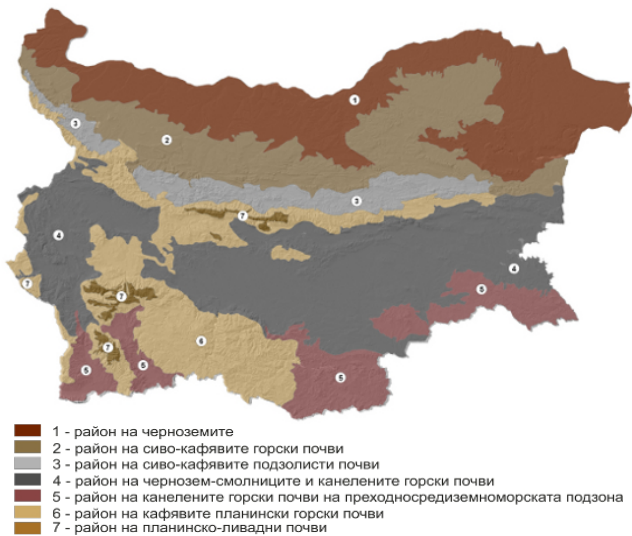 1
3
2
3
7
4
4
7
5
7
6
7
5
5
5
1 - район на черноземите
2 - район на сиво-кафявите горски почви
3 - район на сиво-кафявите подзолисти почви
4 - район на чернозем-смолниците и канелените горски почви
5 - район на канелените горски почви на преходносредиземноморската подзона
6 - район на кафявите планински горски почви
7 - район на планинско-ливадни почви